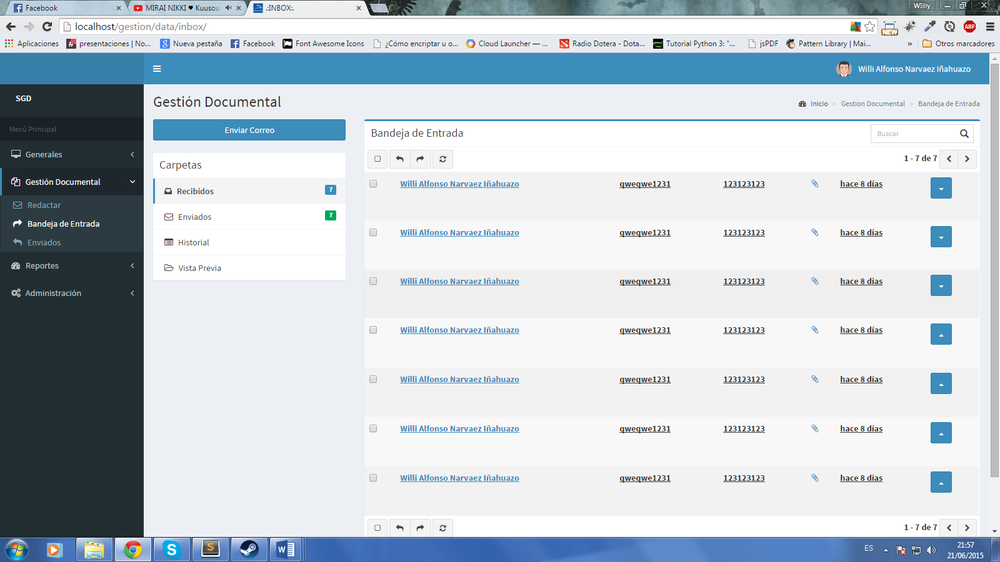 Facebook
MIRAI NIKKI ♥ Kuusou
.:INBOX:.
Willy
localhost/gestion/data/inbox/
NEW
ABP
Aplicaciones
presentaciones | No...
Nueva pestaña
Facebook
Font Awesome Icons
¿Cómo encriptar u o...
Cloud Launcher — ...
Radio Dotera - Dota...
Tutorial Python 3: "...
jsPDF
Pattern Library | Mai...
»
Otros marcadores
Willi Alfonso Narvaez Iñahuazo
SGD
Menú Principal
Generales
Gestión Documental
Redactar
Bandeja de Entrada
Enviados
Reportes
Administración
Gestión Documental
Inicio > Gestion Documental > Bandeja de Entrada
Enviar Correo
Carpetas
Recibidos 7
Enviados 7
Historial
Vista Previa
Bandeja de Entrada
Buscar
1 - 7 de 7
Willi Alfonso Narvaez Iñahuazo qweqwe1231 123123123 hace 8 días
Willi Alfonso Narvaez Iñahuazo qweqwe1231 123123123 hace 8 días
Willi Alfonso Narvaez Iñahuazo qweqwe1231 123123123 hace 8 días
Willi Alfonso Narvaez Iñahuazo qweqwe1231 123123123 hace 8 días
Willi Alfonso Narvaez Iñahuazo qweqwe1231 123123123 hace 8 días
Willi Alfonso Narvaez Iñahuazo qweqwe1231 123123123 hace 8 días
Willi Alfonso Narvaez Iñahuazo qweqwe1231 123123123 hace 8 días
1 - 7 de 7
ES
21:57
21/06/2015